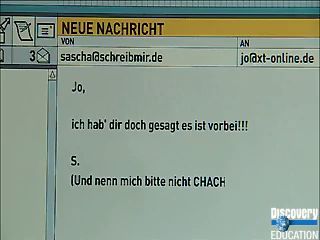 NEUE NACHRICHT
VON
AN
3
sascha@schreibmir.de
jo@xt-online.de
Jo,
ich hab' dir doch gesagt es ist vorbei!!!
S.
(Und nenn mich bitte nicht CHACH
Discovery
EDUCATION